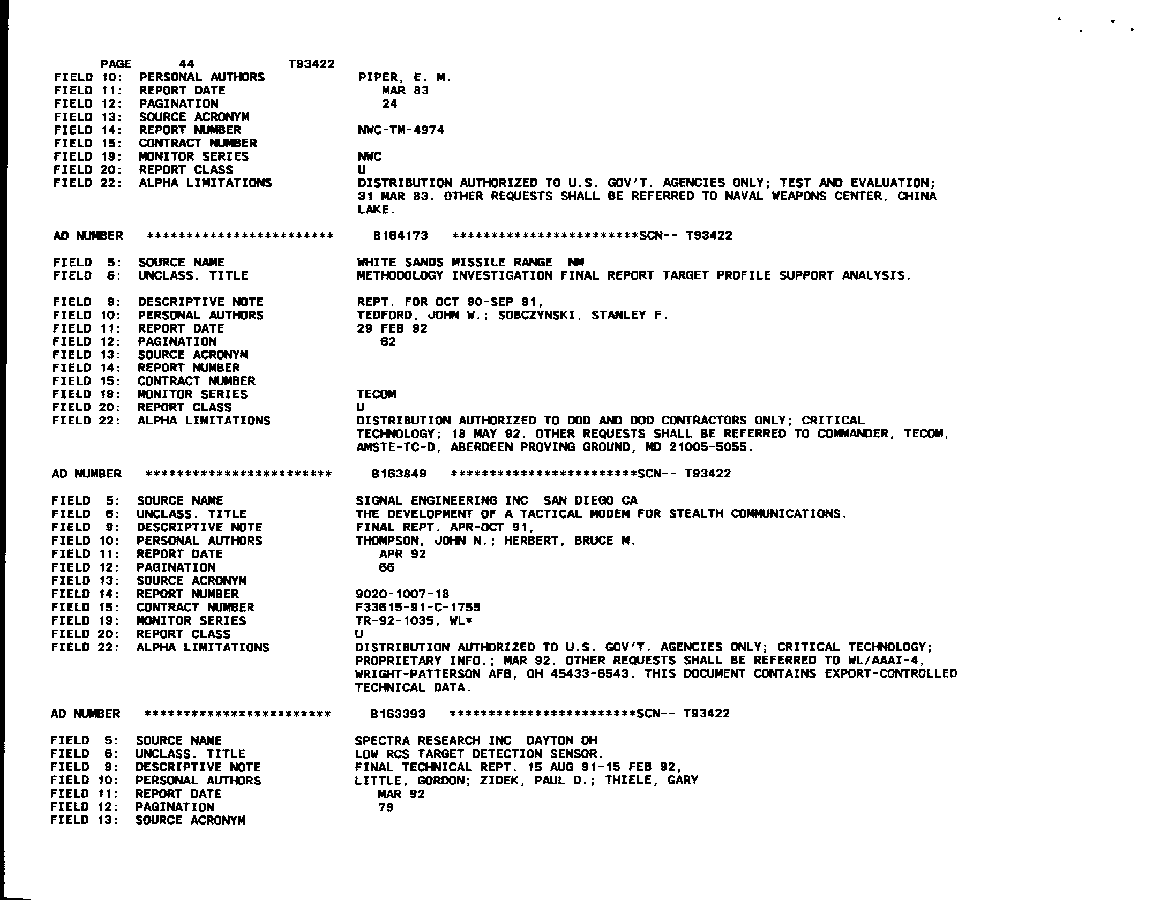 PAGE 44 T93422
FIELD 10: PERSONAL AUTHORS PIPER, E. M.
FIELD 11: REPORT DATE MAR 83
FIELD 12: PAGINATION 24
FIELD 13: SOURCE ACRONYM
FIELD 14: REPORT NUMBER NWC-TM-4974
FIELD 15: CONTRACT NUMBER
FIELD 19: MONITOR SERIES NWC
FIELD 20: REPORT CLASS U
FIELD 22: ALPHA LIMITATIONS DISTRIBUTION AUTHORIZED TO U.S. GOV'T. AGENCIES ONLY; TEST AND EVALUATION;
31 MAR 83. OTHER REQUESTS SHALL BE REFERRED TO NAVAL WEAPONS CENTER, CHINA
LAKE.
AD NUMBER ************************ B164173 ************************SCN-- T93422
FIELD 5: SOURCE NAME WHITE SANDS MISSILE RANGE NM
FIELD 6: UNCLASS. TITLE METHODOLOGY INVESTIGATION FINAL REPORT TARGET PROFILE SUPPORT ANALYSIS.
FIELD 9: DESCRIPTIVE NOTE REPT. FOR OCT 90-SEP 91,
FIELD 10: PERSONAL AUTHORS TEDFORD, JOHN W.; SOBCZYNSKI, STANLEY F.
FIELD 11: REPORT DATE 29 FEB 92
FIELD 12: PAGINATION 62
FIELD 13: SOURCE ACRONYM
FIELD 14: REPORT NUMBER
FIELD 15: CONTRACT NUMBER
FIELD 19: MONITOR SERIES TECOM
FIELD 20: REPORT CLASS U
FIELD 22: ALPHA LIMITATIONS DISTRIBUTION AUTHORIZED TO DOD AND DOD CONTRACTORS ONLY; CRITICAL
TECHNOLOGY; 18 MAY 92. OTHER REQUESTS SHALL BE REFERRED TO COMMANDER, TECOM,
AMSTE-TC-D, ABERDEEN PROVING GROUND, MD 21005-5055.
AD NUMBER ************************ B163849 ************************SCN-- T93422
FIELD 5: SOURCE NAME SIGNAL ENGINEERING INC SAN DIEGO CA
FIELD 6: UNCLASS. TITLE THE DEVELOPMENT OF A TACTICAL MODEM FOR STEALTH COMMUNICATIONS.
FIELD 9: DESCRIPTIVE NOTE FINAL REPT. APR-OCT 91,
FIELD 10: PERSONAL AUTHORS THOMPSON, JOHN N.; HERBERT, BRUCE M.
FIELD 11: REPORT DATE APR 92
FIELD 12: PAGINATION 66
FIELD 13: SOURCE ACRONYM
FIELD 14: REPORT NUMBER 9020-1007-18
FIELD 15: CONTRACT NUMBER F33615-91-C-1755
FIELD 19: MONITOR SERIES TR-92-1035, WL*
FIELD 20: REPORT CLASS U
FIELD 22: ALPHA LIMITATIONS DISTRIBUTION AUTHORIZED TO U.S. GOV'T. AGENCIES ONLY; CRITICAL TECHNOLOGY;
PROPRIETARY INFO.; MAR 92. OTHER REQUESTS SHALL BE REFERRED TO WL/AAAI-4,
WRIGHT-PATTERSON AFB, OH 45433-6543. THIS DOCUMENT CONTAINS EXPORT-CONTROLLED
TECHNICAL DATA.
AD NUMBER ************************ B163393 ************************SCN-- T93422
FIELD 5: SOURCE NAME SPECTRA RESEARCH INC DAYTON OH
FIELD 6: UNCLASS. TITLE LOW RCS TARGET DETECTION SENSOR.
FIELD 9: DESCRIPTIVE NOTE FINAL TECHNICAL REPT. 15 AUG 91-15 FEB 92,
FIELD 10: PERSONAL AUTHORS LITTLE, GORDON; ZIDEK, PAUL D.; THIELE, GARY
FIELD 11: REPORT DATE MAR 92
FIELD 12: PAGINATION 79
FIELD 13: SOURCE ACRONYM